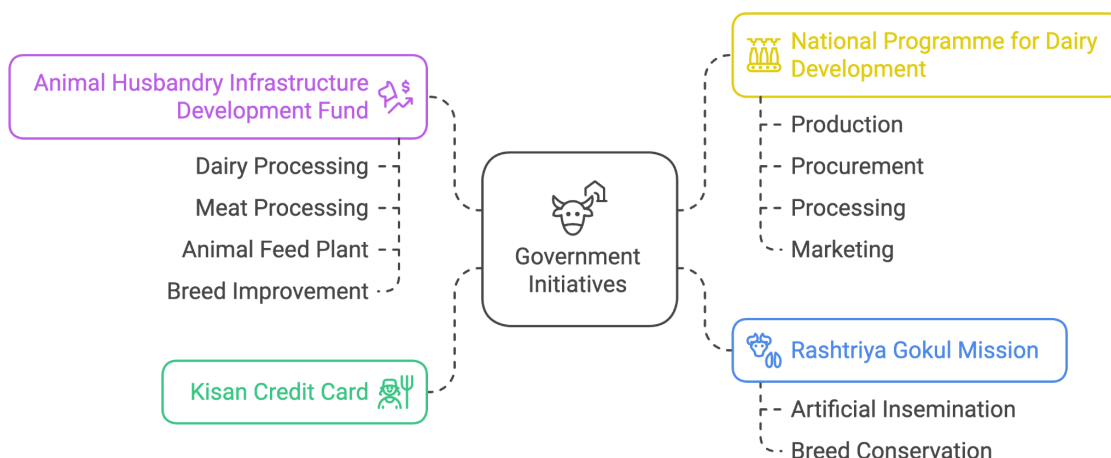 Animal Husbandry Infrastructure
Development Fund
Dairy Processing
Meat Processing
Animal Feed Plant
Breed Improvement
Kisan Credit Card
Government
Initiatives
National Programme for Dairy
Development
Production
Procurement
Processing
Marketing
Rashtriya Gokul Mission
Artificial Insemination
Breed Conservation